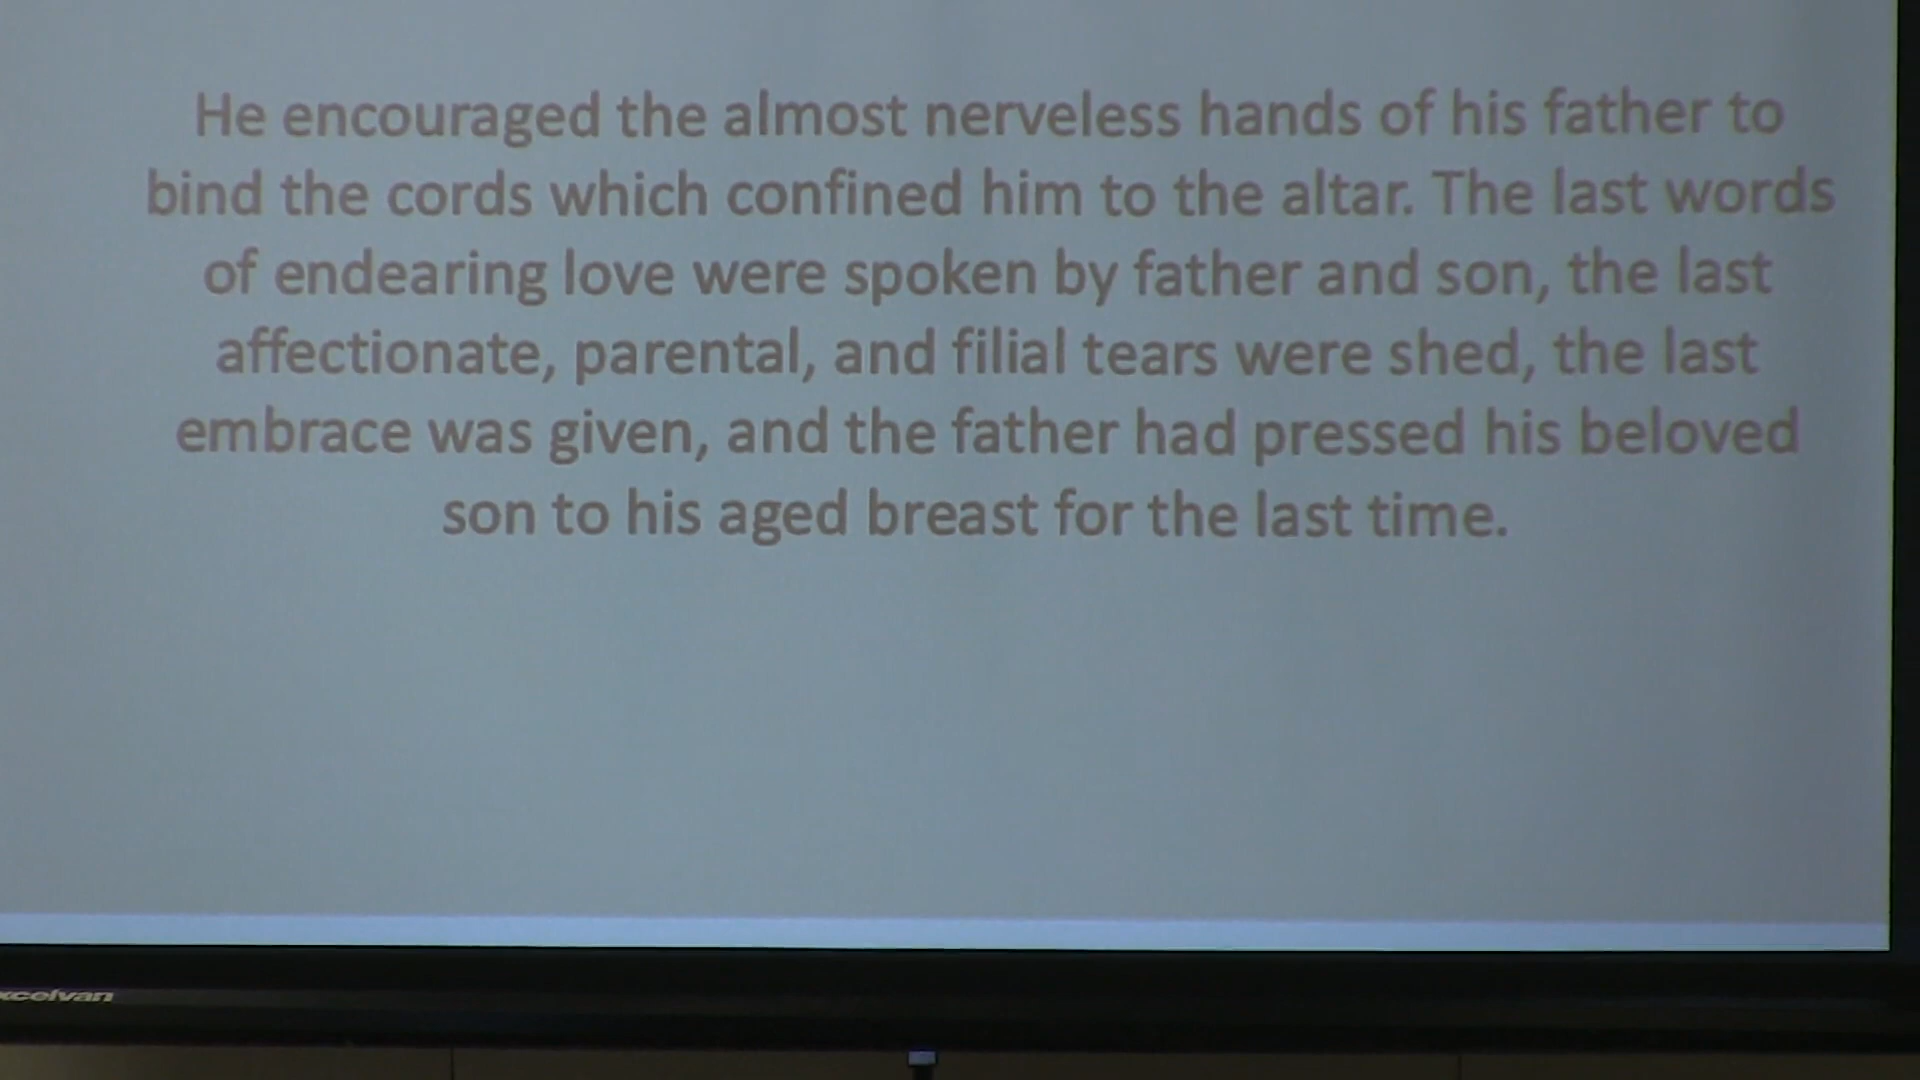 He encouraged the almost nerveless hands of his father to
bind the cords which confined him to the altar. The last words
of endearing love were spoken by father and son, the last
affectionate, parental, and filial tears were shed, the last
embrace was given, and the father had pressed his beloved
son to his aged breast for the last time.
xcelvan